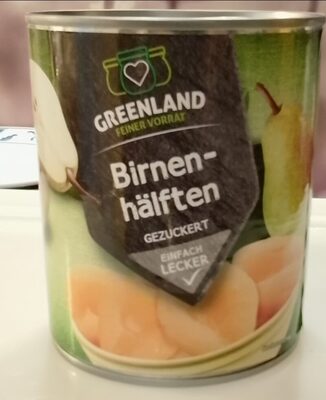 GREENLAND
FEINER VORRAT
Birnen-
hälften
GEZUCKERT
EINFACH
LECKER